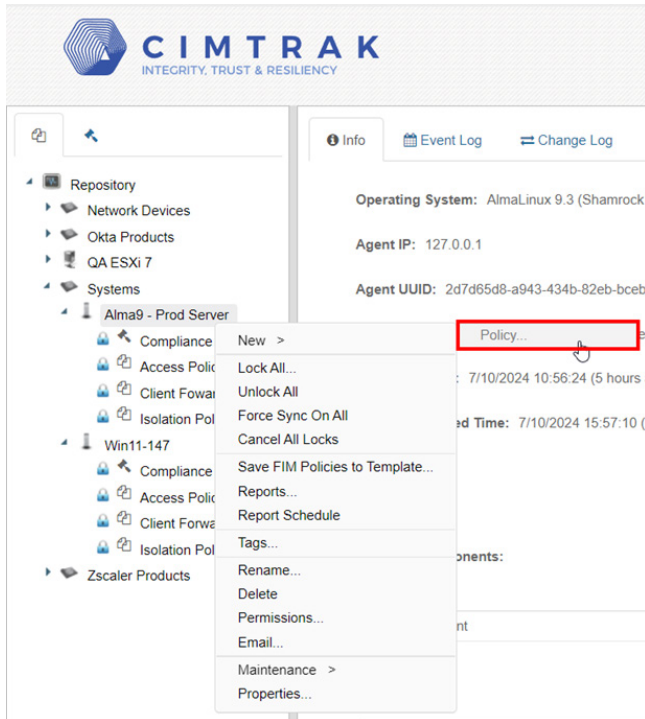 CIMTRAK
INTEGRITY, TRUST & RESILIENCY
Info
Event Log
Change Log
Repository
Network Devices
Okta Products
QA ESXi 7
Systems
Alma9 - Prod Server
Compliance
Access Polic
Client Fowar
Isolation Pol
Win11-147
Compliance
Access Polic
Client Forwa
Isolation Pol
Zscaler Products
New >
Lock All...
Unlock All
Force Sync On All
Cancel All Locks
Save FIM Policies to Template...
Reports...
Report Schedule
Tags...
Rename...
Delete
Permissions...
Email...
Maintenance >
Properties...
Policy...
Operating System: AlmaLinux 9.3 (Shamrock
Agent IP: 127.0.0.1
Agent UUID: 2d7d65d8-a943-434b-82eb-bceb
: 7/10/2024 10:56:24 (5 hours
ed Time: 7/10/2024 15:57:10 (
onents:
nt